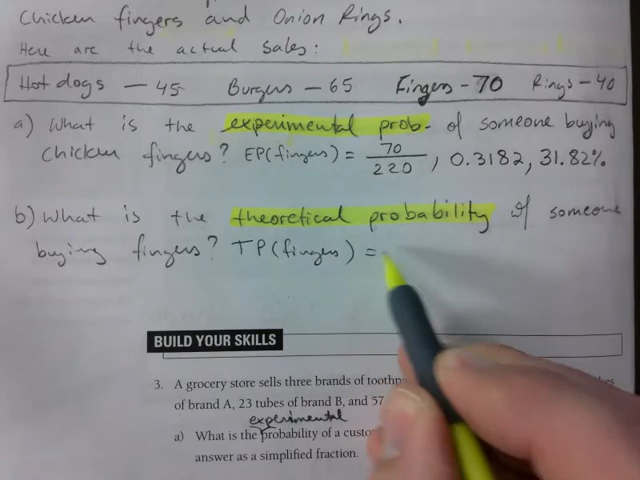 Chicken fingers and Onion Rings.
Here are the actual sales:
Hot dogs — 45 Burgers — 65 Fingers - 70 Rings - 40
a) What is the experimental prob. of someone buying
chicken fingers? EP(fingers) = 70/220, 0.3182, 31.82%
b) What is the theoretical probability of someone
buying fingers? TP(fingers) =
BUILD YOUR SKILLS
3. A grocery store sells three brands of
of brand A, 23 tubes of brand B, and 57
experimental
a) What is the probability of a
answer as a simplified fraction.